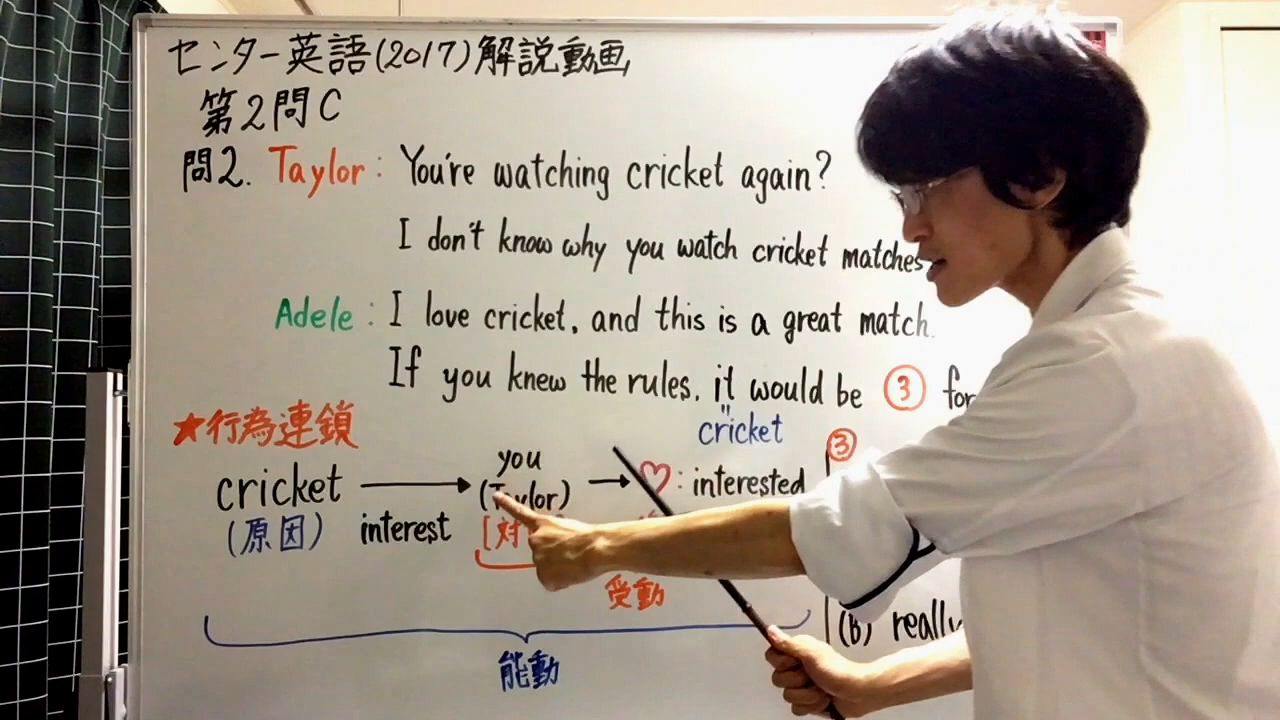 センター英語(2017)解説動画
第2問C
問2. Taylor: You're watching cricket again?
I don't know why you watch cricket matches
Adele: I love cricket, and this is a great match.
If you knew the rules, it would be ③ for
"
cricket
★行為連鎖
③
cricket → you (Taylor) → ♡: interested
(原因) interest [対
受動
(B) really
能動